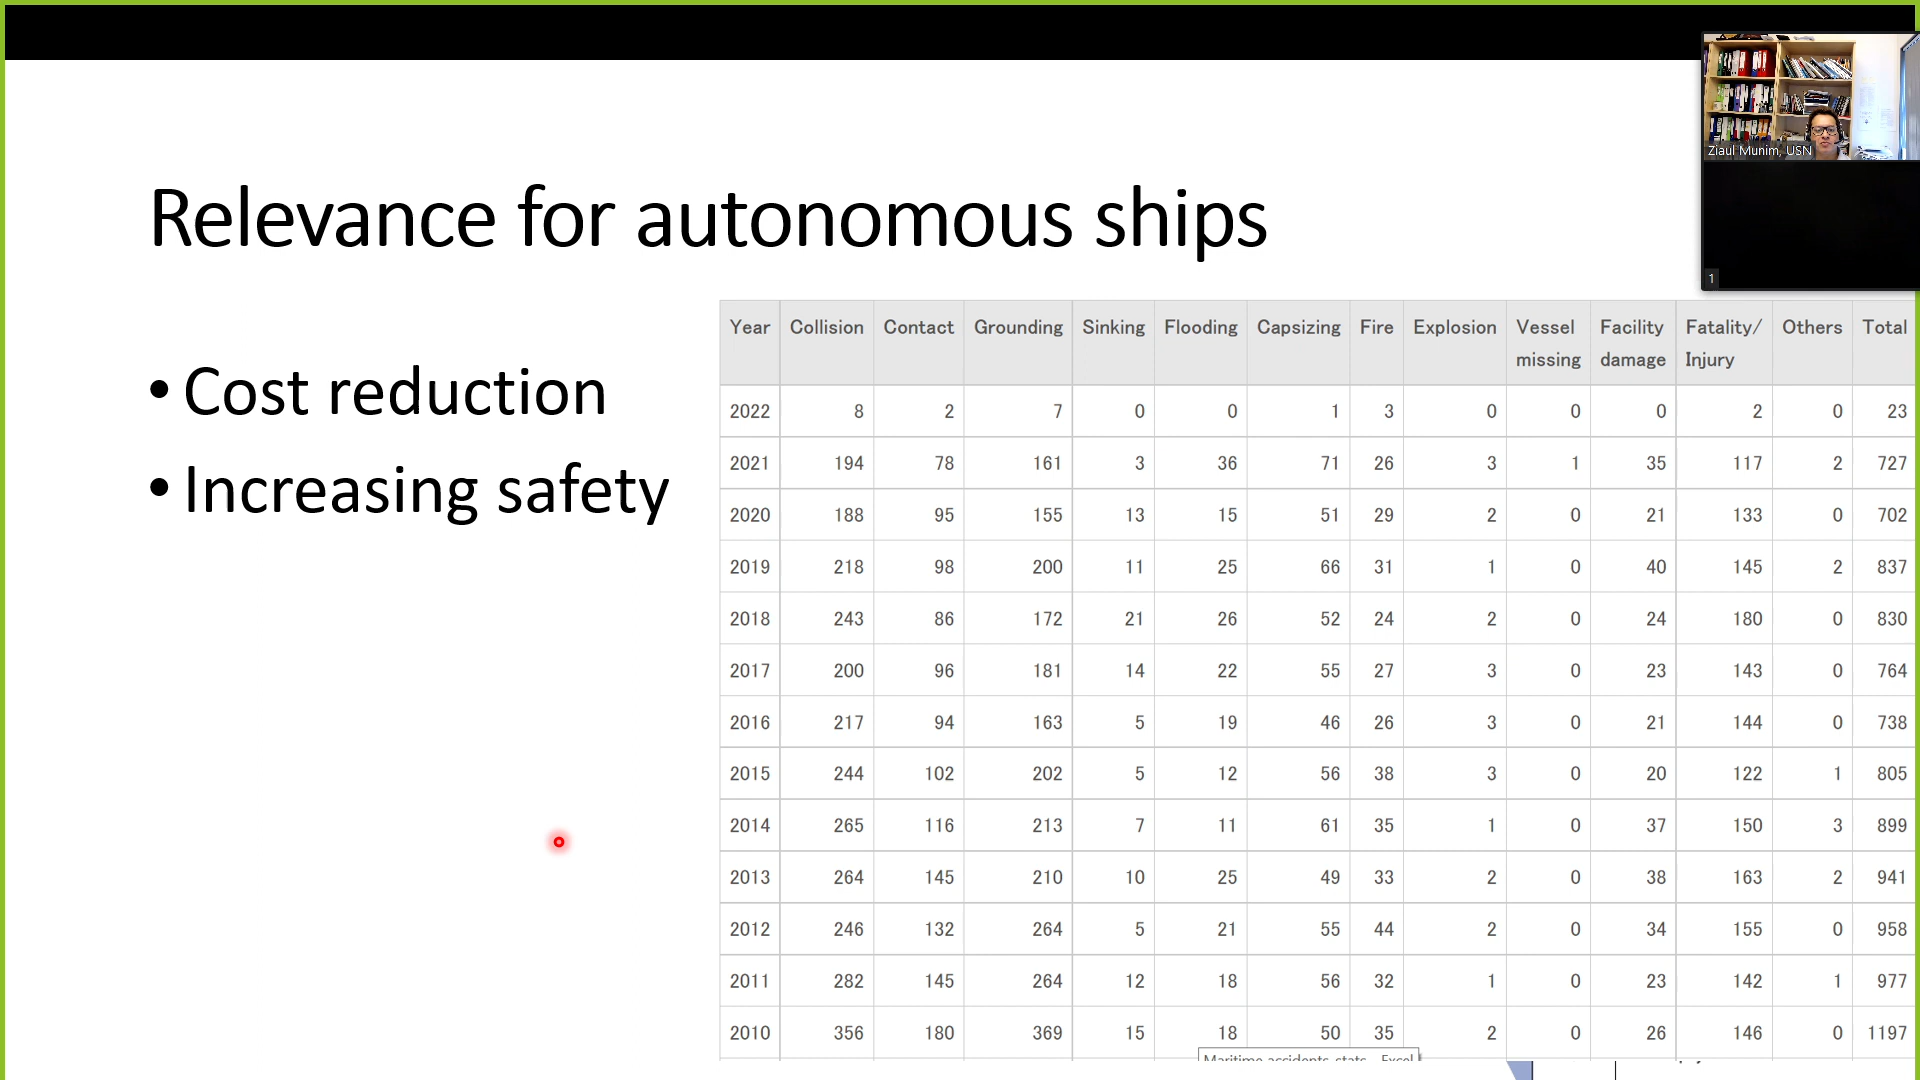 Ziaul Munim, USN
1
Relevance for autonomous ships
• Cost reduction
• Increasing safety
Year Collision Contact Grounding Sinking Flooding Capsizing Fire Explosion Vessel missing Facility damage Fatality/ Injury Others Total
2022 8 2 7 0 0 1 3 0 0 0 2 0 23
2021 194 78 161 3 36 71 26 3 1 35 117 2 727
2020 188 95 155 13 15 51 29 2 0 21 133 0 702
2019 218 98 200 11 25 66 31 1 0 40 145 2 837
2018 243 86 172 21 26 52 24 2 0 24 180 0 830
2017 200 96 181 14 22 55 27 3 0 23 143 0 764
2016 217 94 163 5 19 46 26 3 0 21 144 0 738
2015 244 102 202 5 12 56 38 3 0 20 122 1 805
2014 265 116 213 7 11 61 35 1 0 37 150 3 899
2013 264 145 210 10 25 49 33 2 0 38 163 2 941
2012 246 132 264 5 21 55 44 2 0 34 155 0 958
2011 282 145 264 12 18 56 32 1 0 23 142 1 977
2010 356 180 369 15 18 50 35 2 0 26 146 0 1197
Maritime accidents stats - Excel